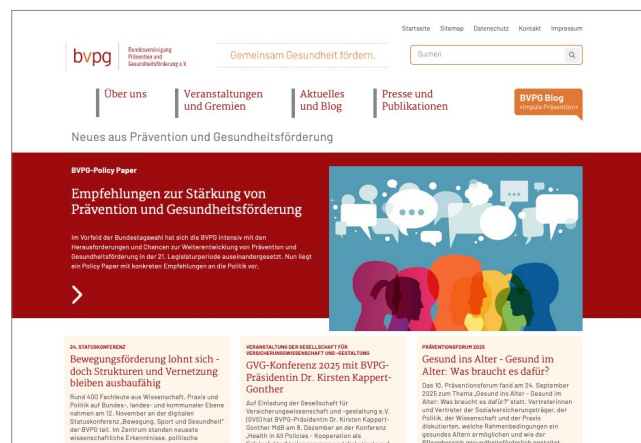 Startseite Sitemap Datenschutz Kontakt Impressum
bvpg
Bundesvereinigung
Prävention und
Gesundheitsförderung e.V.
Gemeinsam Gesundheit fördern.
Suchen
Über uns
Veranstaltungen
und Gremien
Aktuelles
und Blog
Presse und
Publikationen
BVPG Blog
»Impuls Prävention«
Neues aus Prävention und Gesundheitsförderung
BVPG-Policy Paper
Empfehlungen zur Stärkung von
Prävention und Gesundheitsförderung
Im Vorfeld der Bundestagswahl hat sich die BVPG intensiv mit den
Herausforderungen und Chancen zur Weiterentwicklung von Prävention und
Gesundheitsförderung in der 21. Legislaturperiode auseinandergesetzt. Nun liegt
ein Policy Paper mit konkreten Empfehlungen an die Politik vor.
24. STATUSKONFERENZ
Bewegungsförderung lohnt sich -
doch Strukturen und Vernetzung
bleiben ausbaufähig
Rund 400 Fachleute aus Wissenschaft, Praxis und
Politik auf Bundes-, landes- und kommunaler Ebene
nahmen am 12. November an der digitalen
Statuskonferenz „Bewegung, Sport und Gesundheit"
der BVPG teil. Im Zentrum standen neueste
wissenschaftliche Erkenntnisse, politische
VERANSTALTUNG DER GESELLSCHAFT FÜR
VERSICHERUNGSWISSENSCHAFT UND -GESTALTUNG
GVG-Konferenz 2025 mit BVPG-
Präsidentin Dr. Kirsten Kappert-
Gonther
Auf Einladung der Gesellschaft für
Versicherungswissenschaft und -gestaltung e.V.
(GVG) hat BVPG-Präsidentin Dr. Kirsten Kappert-
Gonther MdB am 8. Dezember an der Konferenz
„Health in All Policies - Kooperation als
PRÄVENTIONSFORUM 2025
Gesund ins Alter - Gesund im
Alter: Was braucht es dafür?
Das 10. Präventionsforum fand am 24. September
2025 zum Thema „Gesund ins Alter - Gesund im
Alter: Was braucht es dafür?" statt. Vertreterinnen
und Vertreter der Sozialversicherungsträger, der
Politik, der Wissenschaft und der Praxis
diskutierten, welche Rahmenbedingungen ein
gesundes Altern ermöglichen und wie der